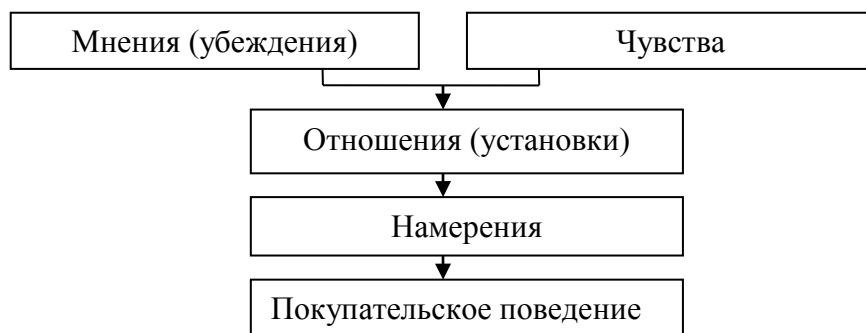 Мнения (убеждения)
Чувства
Отношения (установки)
Намерения
Покупательское поведение